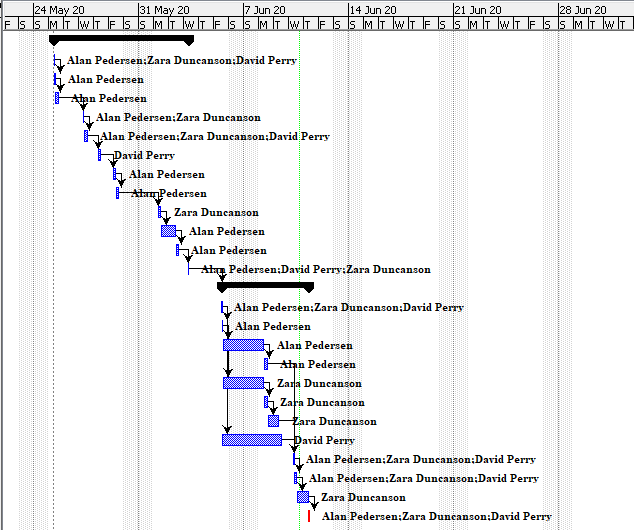 24 May 20 31 May 20 7 Jun 20 14 Jun 20 21 Jun 20 28 Jun 20
F S S M T W T F S S M T W T F S S M T W T F S S M T W T F S S M T W T F S S M T W T
Alan Pedersen;Zara Duncanson;David Perry
Alan Pedersen
Alan Pedersen
Alan Pedersen;Zara Duncanson
Alan Pedersen;Zara Duncanson;David Perry
David Perry
Alan Pedersen
Alan Pedersen
Zara Duncanson
Alan Pedersen
Alan Pedersen
Alan Pedersen;David Perry;Zara Duncanson
Alan Pedersen;Zara Duncanson;David Perry
Alan Pedersen
Alan Pedersen
Alan Pedersen
Zara Duncanson
Zara Duncanson
Zara Duncanson
David Perry
Alan Pedersen;Zara Duncanson;David Perry
Alan Pedersen;Zara Duncanson;David Perry
Zara Duncanson
Alan Pedersen;Zara Duncanson;David Perry